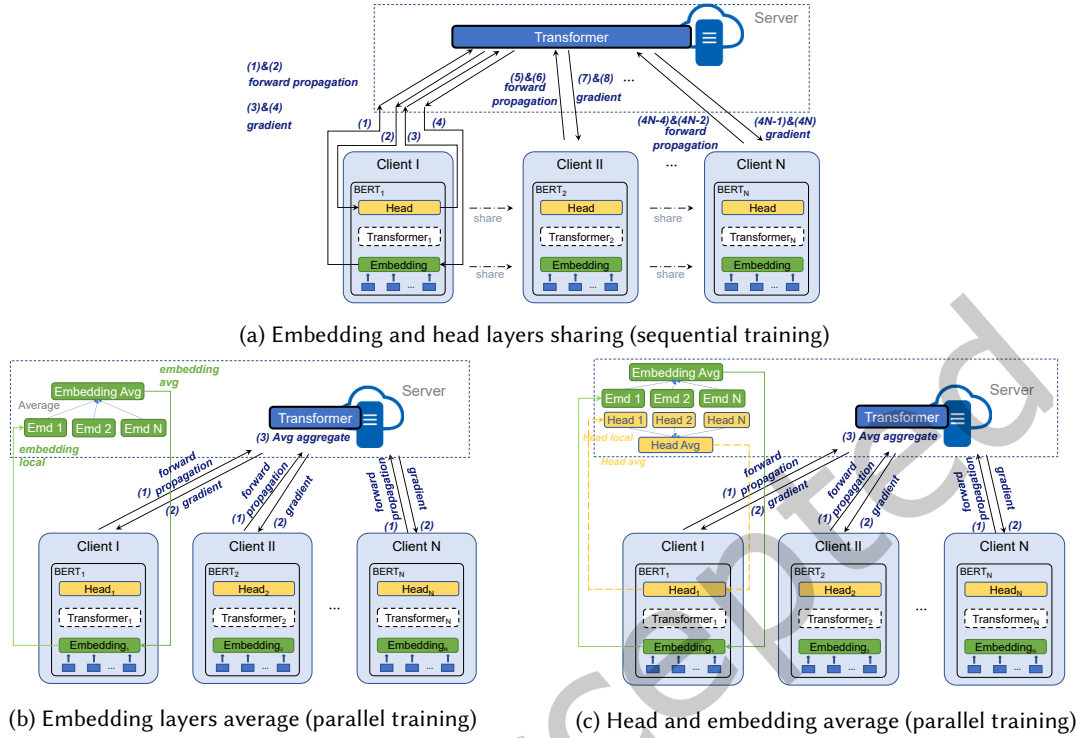 Server
Transformer
(1)&(2)
forward propagation
(3)&(4)
gradient
(1)
(2)
(3)
(4)
(5)&(6)
forward
propagation
(7)&(8)
gradient
...
(4N-4)&(4N-2)
forward
propagation
(4N-1)&(4N)
gradient
...
Client I
BERT1
Head
Transformer1
Embedding
...
share
share
Client II
BERT2
Head
Transformer2
Embedding
...
share
share
Client N
BERTN
Head
TransformerN
Embedding
...
(a) Embedding and head layers sharing (sequential training)
embedding
avg
Embedding Avg
Average
Emd 1 Emd 2 Emd N
embedding
local
Server
Transformer
(3) Avg aggregate
forward
(1) propagation
(2) gradient
forward
(1) propagation
(2) gradient
forward
propagation
(1)
gradient
(2)
Client I
BERT1
Head1
Transformer1
Embedding1
...
Client II
BERT2
Head2
Transformer2
Embedding2
...
...
Client N
BERTN
HeadN
TransformerN
EmbeddingN
...
(b) Embedding layers average (parallel training)
Embedding Avg
Emd 1 Emd 2 Emd N
Head 1 Head 2 Head N
Head local
Head Avg
Head avg
Server
Transformer
(3) Avg aggregate
forward
(1) propagation
(2) gradient
forward
(1) propagation
(2) gradient
forward
propagation
(1)
gradient
(2)
Client I
BERT1
Head1
Transformer1
Embedding1
...
Client II
BERT2
Head2
Transformer2
Embedding2
...
...
Client N
BERTN
HeadN
TransformerN
EmbeddingN
...
(c) Head and embedding average (parallel training)
cepted